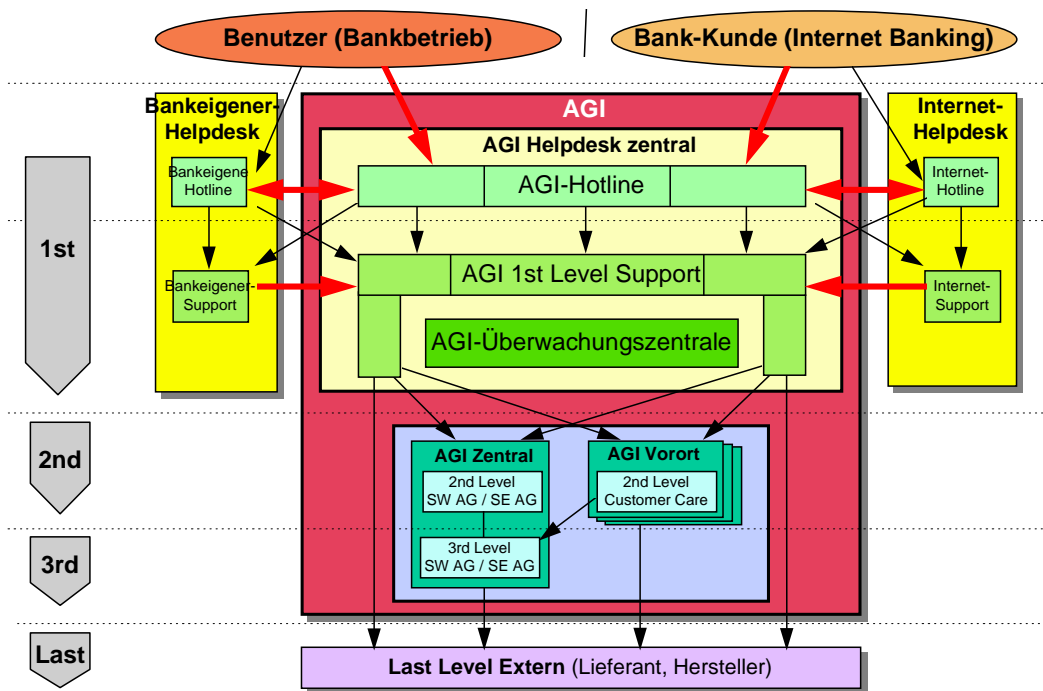 Benutzer (Bankbetrieb)
/
Bank-Kunde (Internet Banking)
Bankeigener-
Helpdesk
AGI
Internet-
Helpdesk
AGI Helpdesk zentral
Bankeigene
Hotline
AGI-Hotline
Internet-
Hotline
1st
AGI 1st Level Support
Bankeigener-
Support
Internet-
Support
AGI-Überwachungszentrale
2nd
AGI Zentral
AGI Vorort
2nd Level
SW AG / SE AG
2nd Level
Customer Care
3rd
3rd Level
SW AG / SE AG
Last
Last Level Extern (Lieferant, Hersteller)